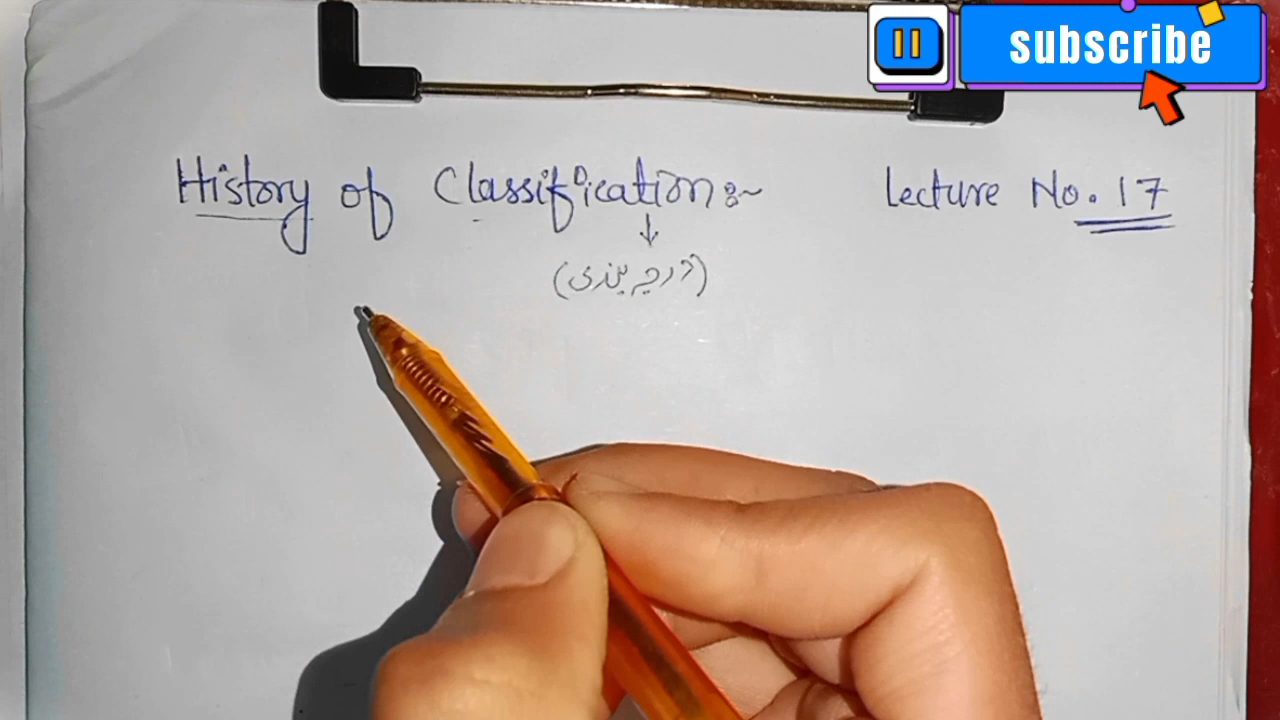 subscribe
History of Classification:~ Lecture No. 17
(درجہ بندی)